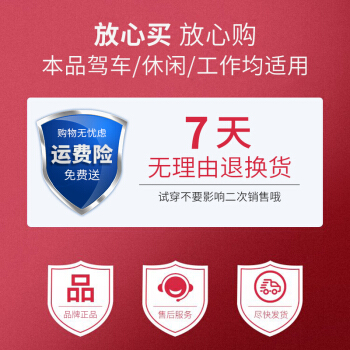 放心买 放心购
本品驾车/休闲/工作均适用
购物无忧虑
运费险
免费送
7天
无理由退换货
试穿不要影响二次销售哦
品
品牌正品
售后服务
尽快发货